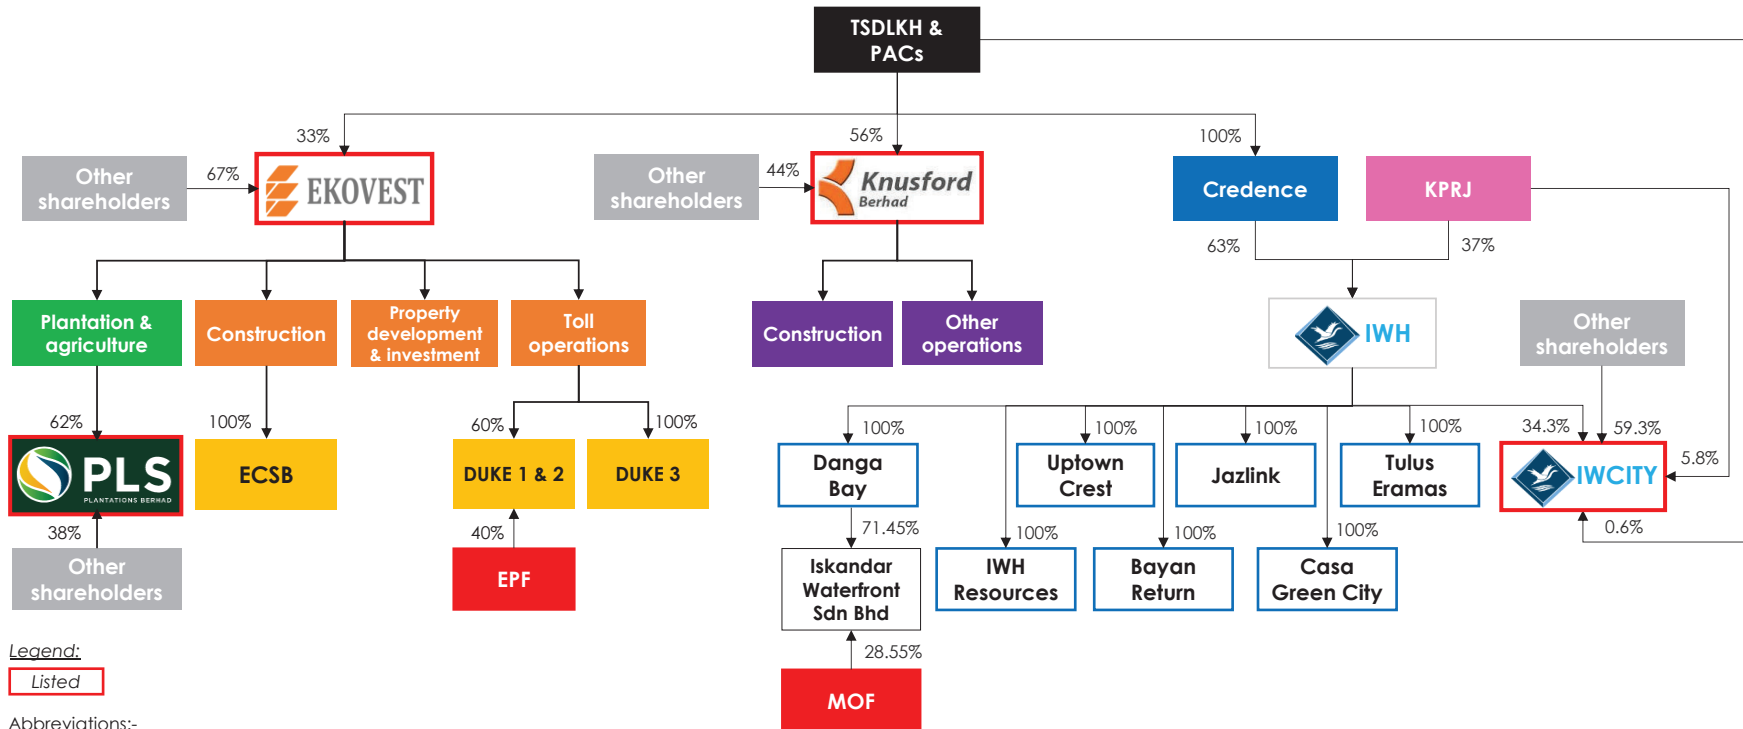 TSDLKH &
PACs
33%
56%
100%
Other
shareholders
67%
EKOVEST
Other
shareholders
44%
Knusford
Berhad
Credence
KPRJ
63%
37%
Plantation &
agriculture
Construction
Property
development
& investment
Toll
operations
Construction
Other
operations
IWH
Other
shareholders
62%
100%
60%
100%
100%
100%
100%
100%
34.3%
59.3%
5.8%
PLS
PLANTATIONS BERHAD
ECSB
DUKE 1 & 2
DUKE 3
Danga
Bay
Uptown
Crest
Jazlink
Tulus
Eramas
IWCITY
38%
40%
71.45%
100%
100%
100%
0.6%
Other
shareholders
EPF
Iskandar
Waterfront
Sdn Bhd
IWH
Resources
Bayan
Return
Casa
Green City
28.55%
MOF
Legend:
Listed
Abbreviations:-